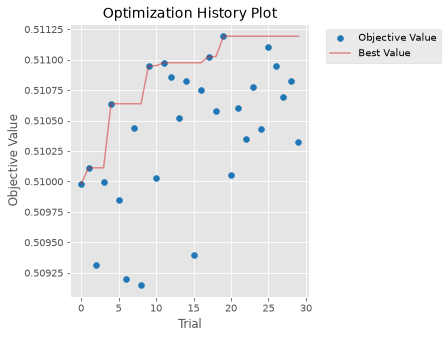 Optimization History Plot
Objective Value
Best Value
0.51125
0.51100
0.51075
0.51050
0.51025
0.51000
0.50975
0.50950
0.50925
Objective Value
0 5 10 15 20 25 30
Trial